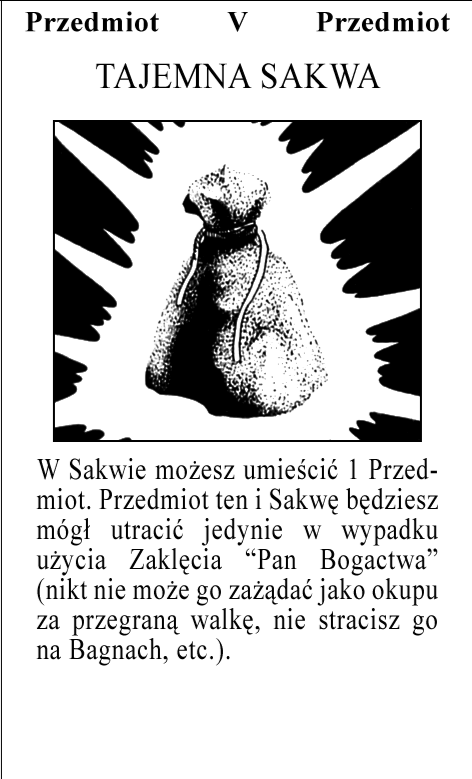 Przedmiot V Przedmiot
TAJEMNA SAKWA
W Sakwie możesz umieścić 1 Przed-
miot. Przedmiot ten i Sakwę będziesz
mógł utracić jedynie w wypadku
użycia Zaklęcia “Pan Bogactwa”
(nikt nie może go zażądać jako okupu
za przegraną walkę, nie stracisz go
na Bagnach, etc.).